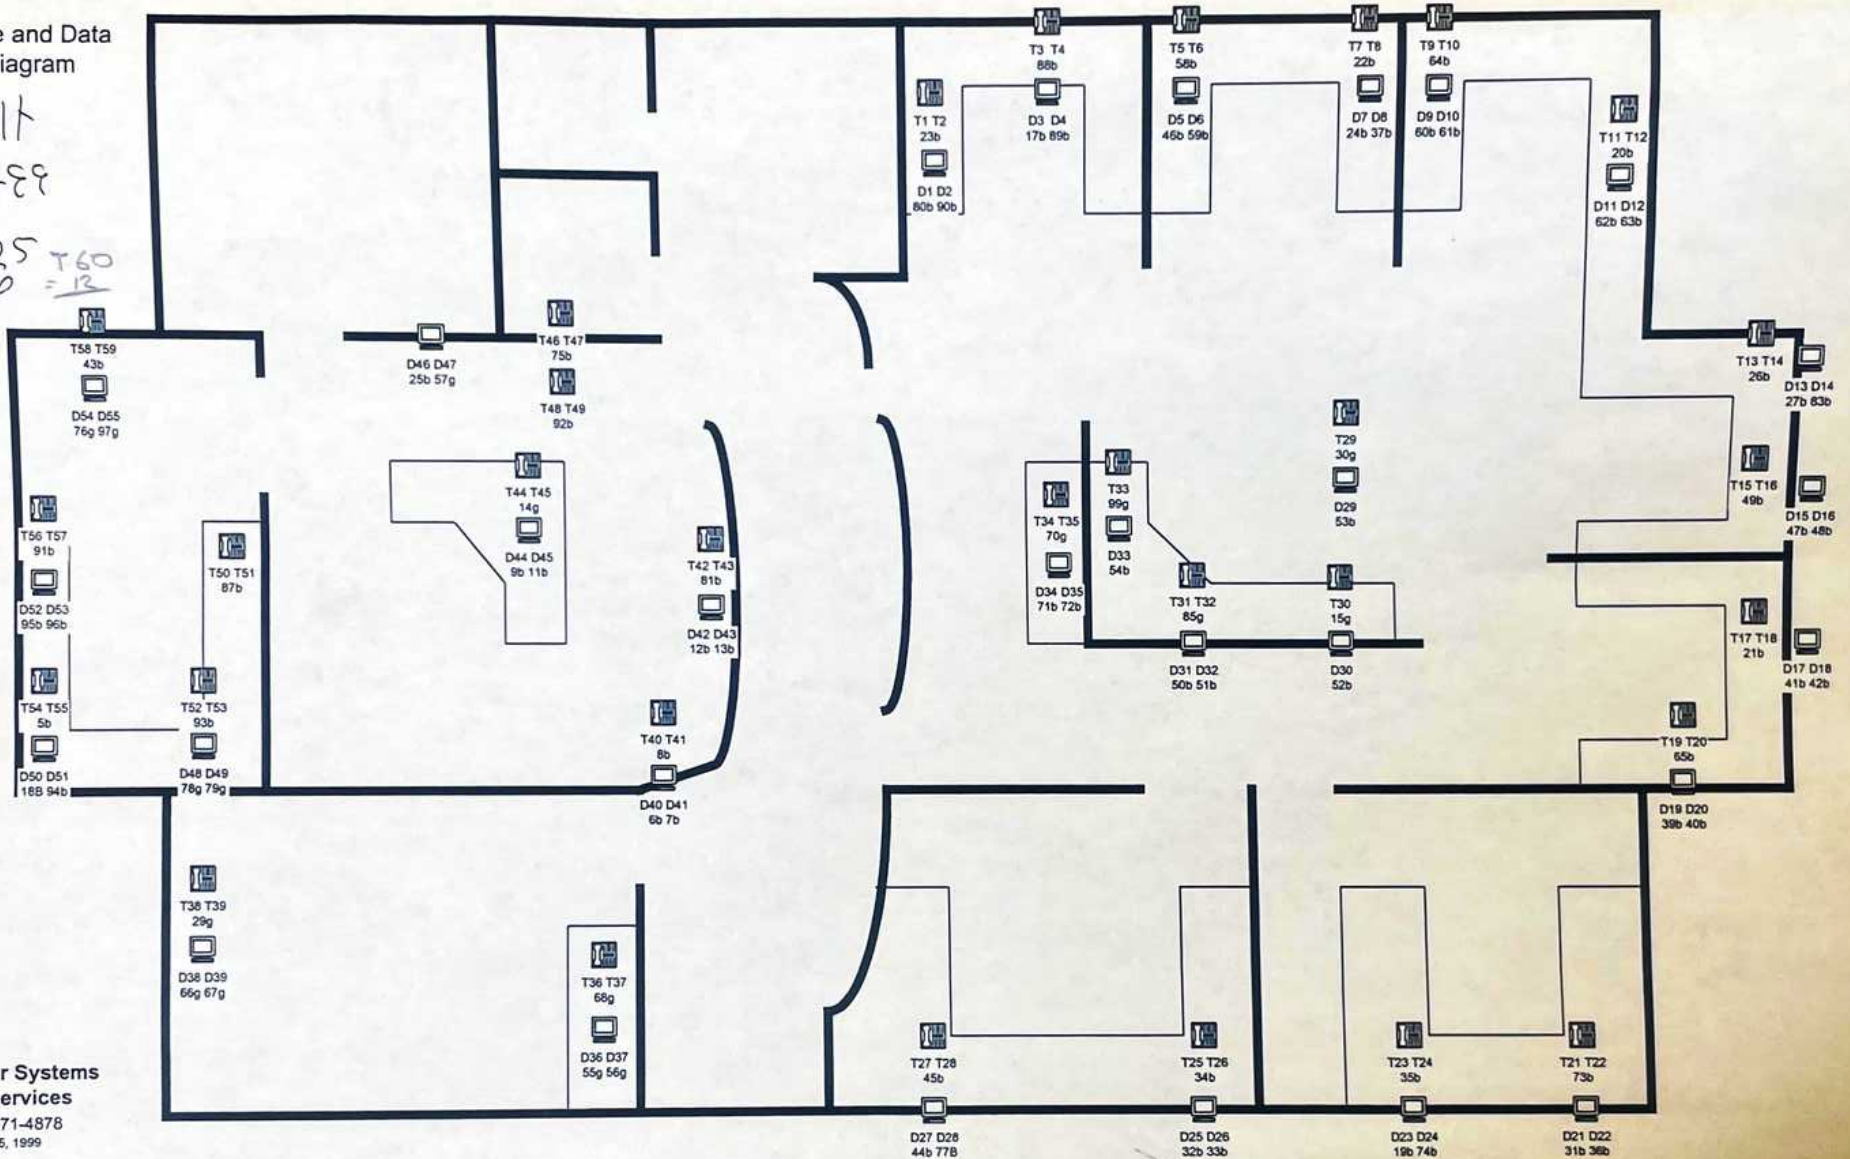 e and Data
iagram
T60
= 12
T3 T4
88b
D3 D4
17b 89b
T5 T6
58b
D5 D6
46b 59b
T7 T8
22b
D7 D8
24b 37b
T9 T10
64b
D9 D10
60b 61b
T1 T2
23b
D1 D2
80b 90b
T11 T12
20b
D11 D12
62b 63b
T58 T59
43b
D54 D55
76g 97g
D46 D47
25b 57g
T46 T47
75b
T48 T49
92b
T13 T14
26b
D13 D14
27b 83b
T29
30g
D29
53b
T15 T16
49b
D15 D16
47b 48b
T44 T45
14g
D44 D45
9b 11b
T33
99g
D33
54b
T34 T35
70g
D34 D35
71b 72b
T56 T57
91b
D52 D53
95b 96b
T50 T51
87b
T42 T43
81b
D42 D43
12b 13b
T31 T32
85g
D31 D32
50b 51b
T30
15g
D30
52b
T17 T18
21b
D17 D18
41b 42b
T54 T55
5b
D50 D51
18B 94b
T52 T53
93b
D48 D49
78g 79g
T40 T41
8b
D40 D41
6b 7b
T19 T20
65b
D19 D20
39b 40b
T38 T39
29g
D38 D39
66g 67g
T36 T37
68g
D36 D37
55g 56g
T27 T28
45b
D27 D28
44b 77B
T25 T26
34b
D25 D26
32b 33b
T23 T24
35b
D23 D24
19b 74b
T21 T22
73b
D21 D22
31b 36b
r Systems
ervices
71-4878
5, 1999